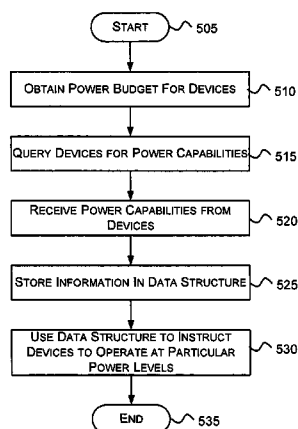 START
505
OBTAIN POWER BUDGET FOR DEVICES
510
QUERY DEVICES FOR POWER CAPABILITIES
515
RECEIVE POWER CAPABILITIES FROM
DEVICES
520
STORE INFORMATION IN DATA STRUCTURE
525
USE DATA STRUCTURE TO INSTRUCT
DEVICES TO OPERATE AT PARTICULAR
POWER LEVELS
530
END
535